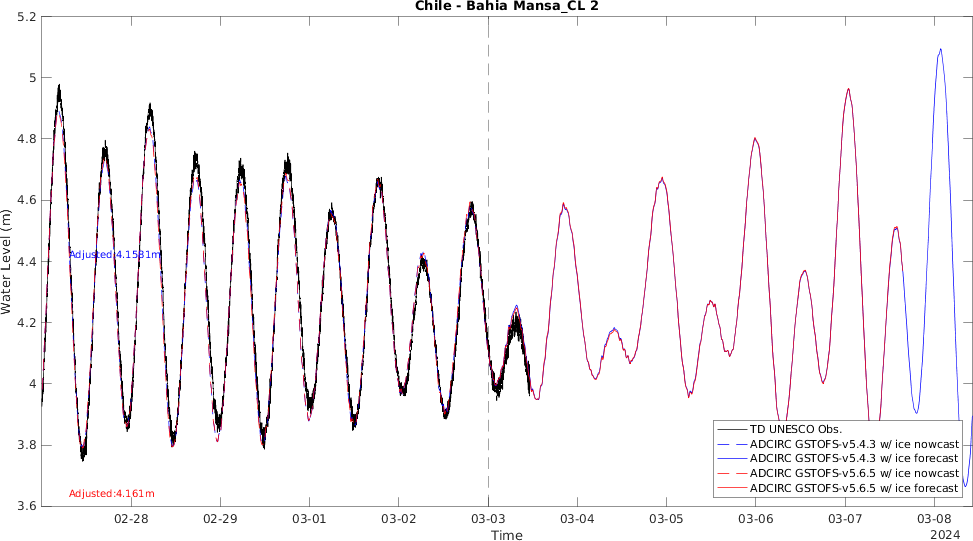 Chile - Bahia Mansa_CL 2
5.2
5
4.8
4.6
4.4
4.2
4
3.8
3.6
Water Level (m)
Adjusted:4.1531m
Adjusted:4.161m
TD UNESCO Obs.
ADCIRC GSTOFS-v5.4.3 w/ ice nowcast
ADCIRC GSTOFS-v5.4.3 w/ ice forecast
ADCIRC GSTOFS-v5.6.5 w/ ice nowcast
ADCIRC GSTOFS-v5.6.5 w/ ice forecast
02-28 02-29 03-01 03-02 03-03 03-04 03-05 03-06 03-07 03-08
Time 2024